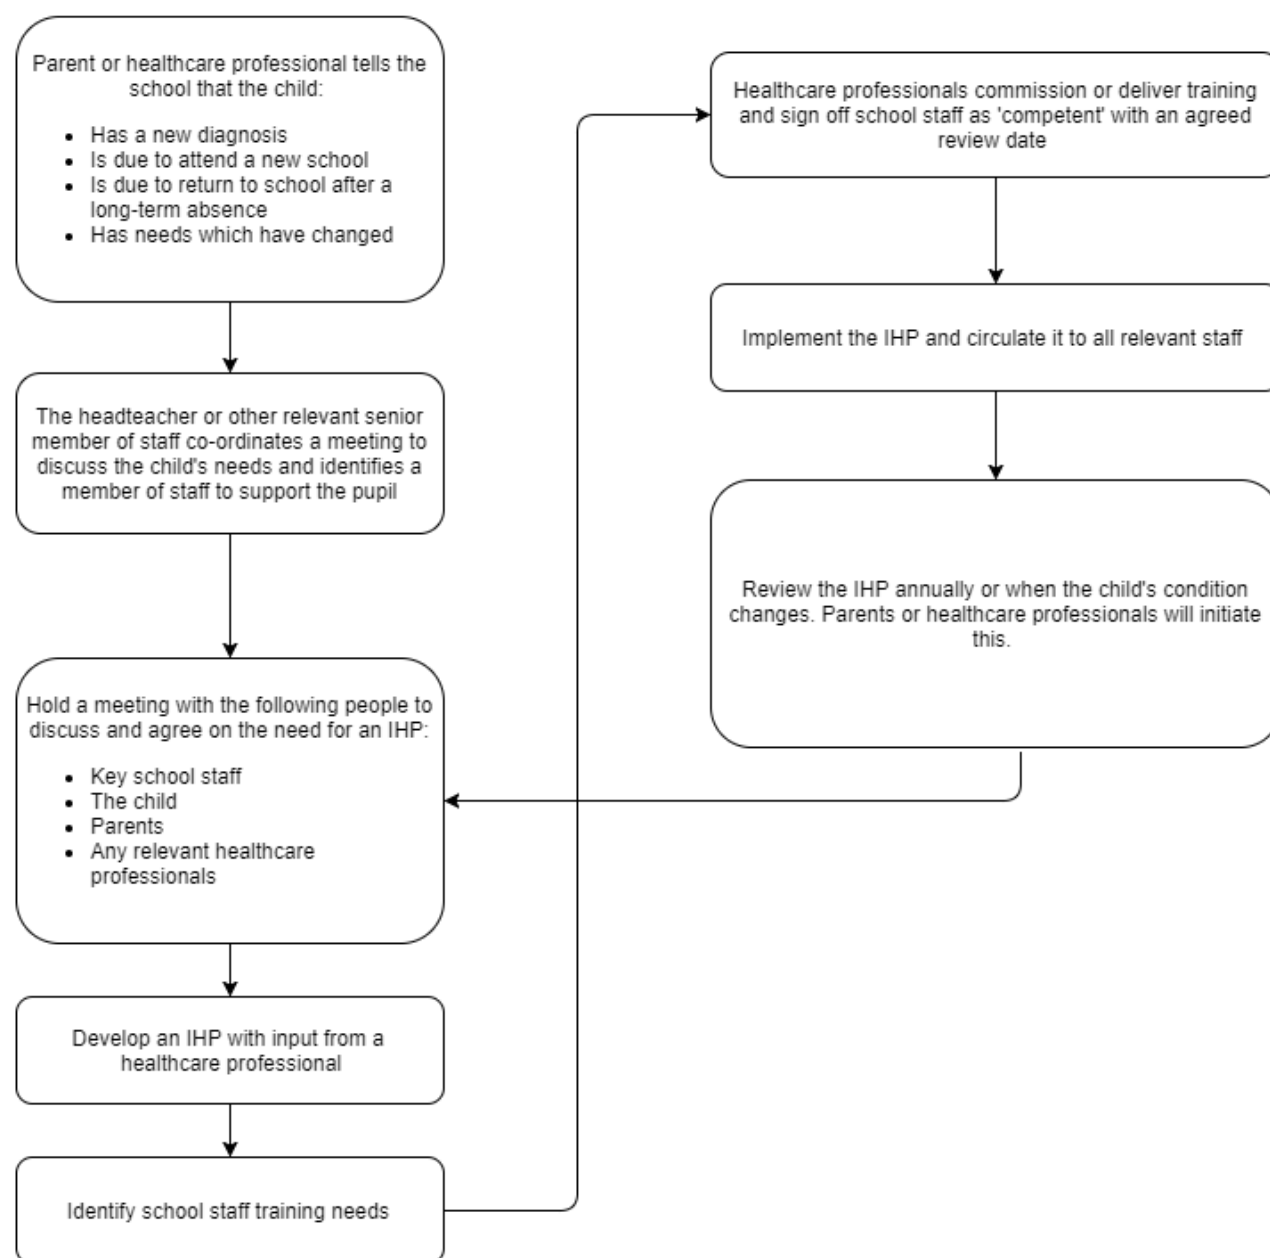 Parent or healthcare professional tells the
school that the child:
• Has a new diagnosis
• Is due to attend a new school
• Is due to return to school after a
long-term absence
• Has needs which have changed
The headteacher or other relevant senior
member of staff co-ordinates a meeting to
discuss the child's needs and identifies a
member of staff to support the pupil
Hold a meeting with the following people to
discuss and agree on the need for an IHP:
• Key school staff
• The child
• Parents
• Any relevant healthcare
professionals
Develop an IHP with input from a
healthcare professional
Identify school staff training needs
Healthcare professionals commission or deliver training
and sign off school staff as 'competent' with an agreed
review date
Implement the IHP and circulate it to all relevant staff
Review the IHP annually or when the child's condition
changes. Parents or healthcare professionals will initiate
this.